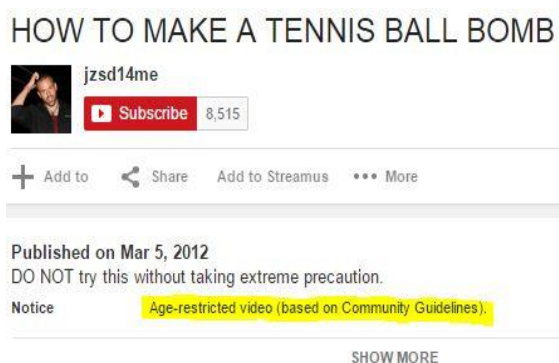 HOW TO MAKE A TENNIS BALL BOMB
jzsd14me
Subscribe 8,515
Add to Share Add to Streamus More
Published on Mar 5, 2012
DO NOT try this without taking extreme precaution.
Notice Age-restricted video (based on Community Guidelines).
SHOW MORE